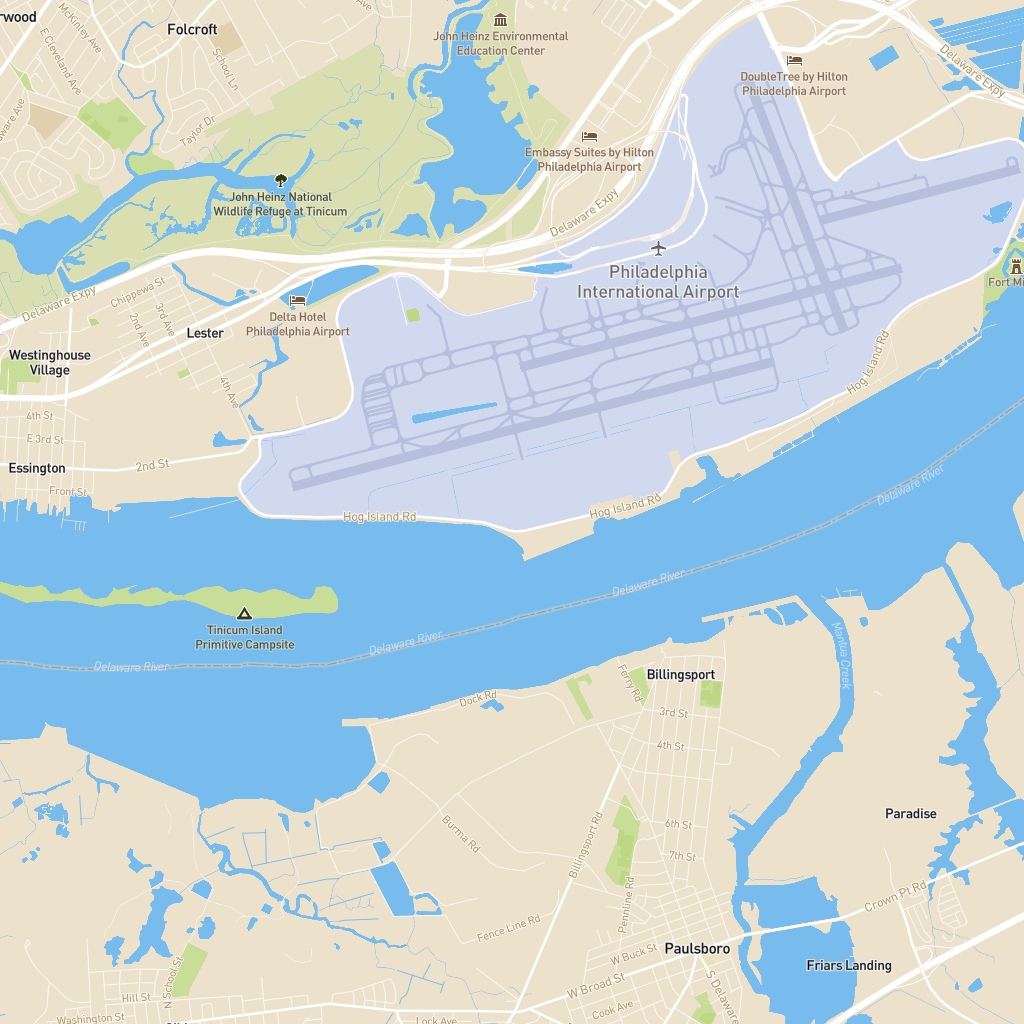 Folcroft
McKinley Ave
E Cleveland Ave
School Ln
Taylor Dr
John Heinz Environmental
Education Center
DoubleTree by Hilton
Philadelphia Airport
Delaware Expy
Embassy Suites by Hilton
Philadelphia Airport
John Heinz National
Wildlife Refuge at Tinicum
Delaware Expy
Philadelphia
International Airport
Delaware Expy
Chippewa St
3rd Ave
2nd Ave
Delta Hotel
Philadelphia Airport
Lester
Westinghouse
Village
4th Ave
4th St
E 3rd St
Essington
2nd St
Front St
Hog Island Rd
Hog Island Rd
Hog Island Rd
Delaware River
Delaware River
Tinicum Island
Primitive Campsite
Delaware River
Delaware River
Mantua Creek
Billingsport
Ferry Rd
Dock Rd
3rd St
4th St
Paradise
6th St
7th St
Burma Rd
Billingsport Rd
Pennline Rd
Crown Pt Rd
Fence Line Rd
Paulsboro
W Buck St
Friars Landing
W Broad St
S Delaware
N School St
Hill St
Washington St
Cook Ave
Lock Ave